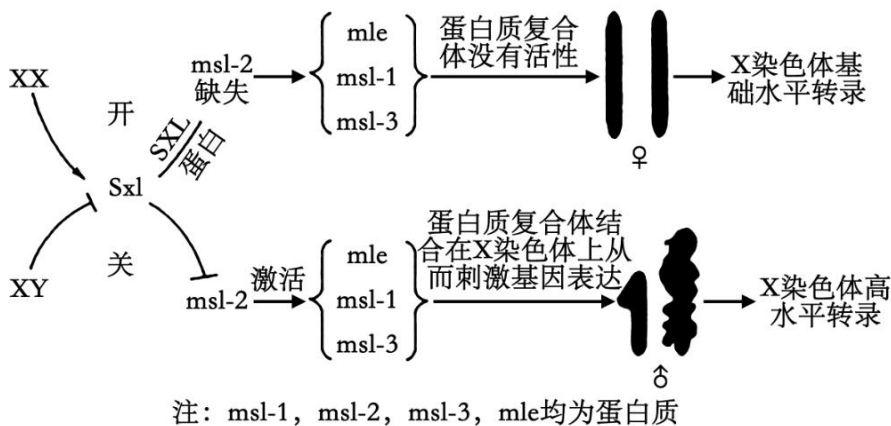 XX
开
SXL
蛋白
Sxl
关
XY
msl-2
缺失
mle
msl-1
msl-3
蛋白质复合
体没有活性
♀
X染色体基
础水平转录
msl-2
激活
mle
msl-1
msl-3
蛋白质复合体结
合在X染色体上从
而刺激基因表达
♂
X染色体高
水平转录
注：msl-1，msl-2，msl-3，mle均为蛋白质